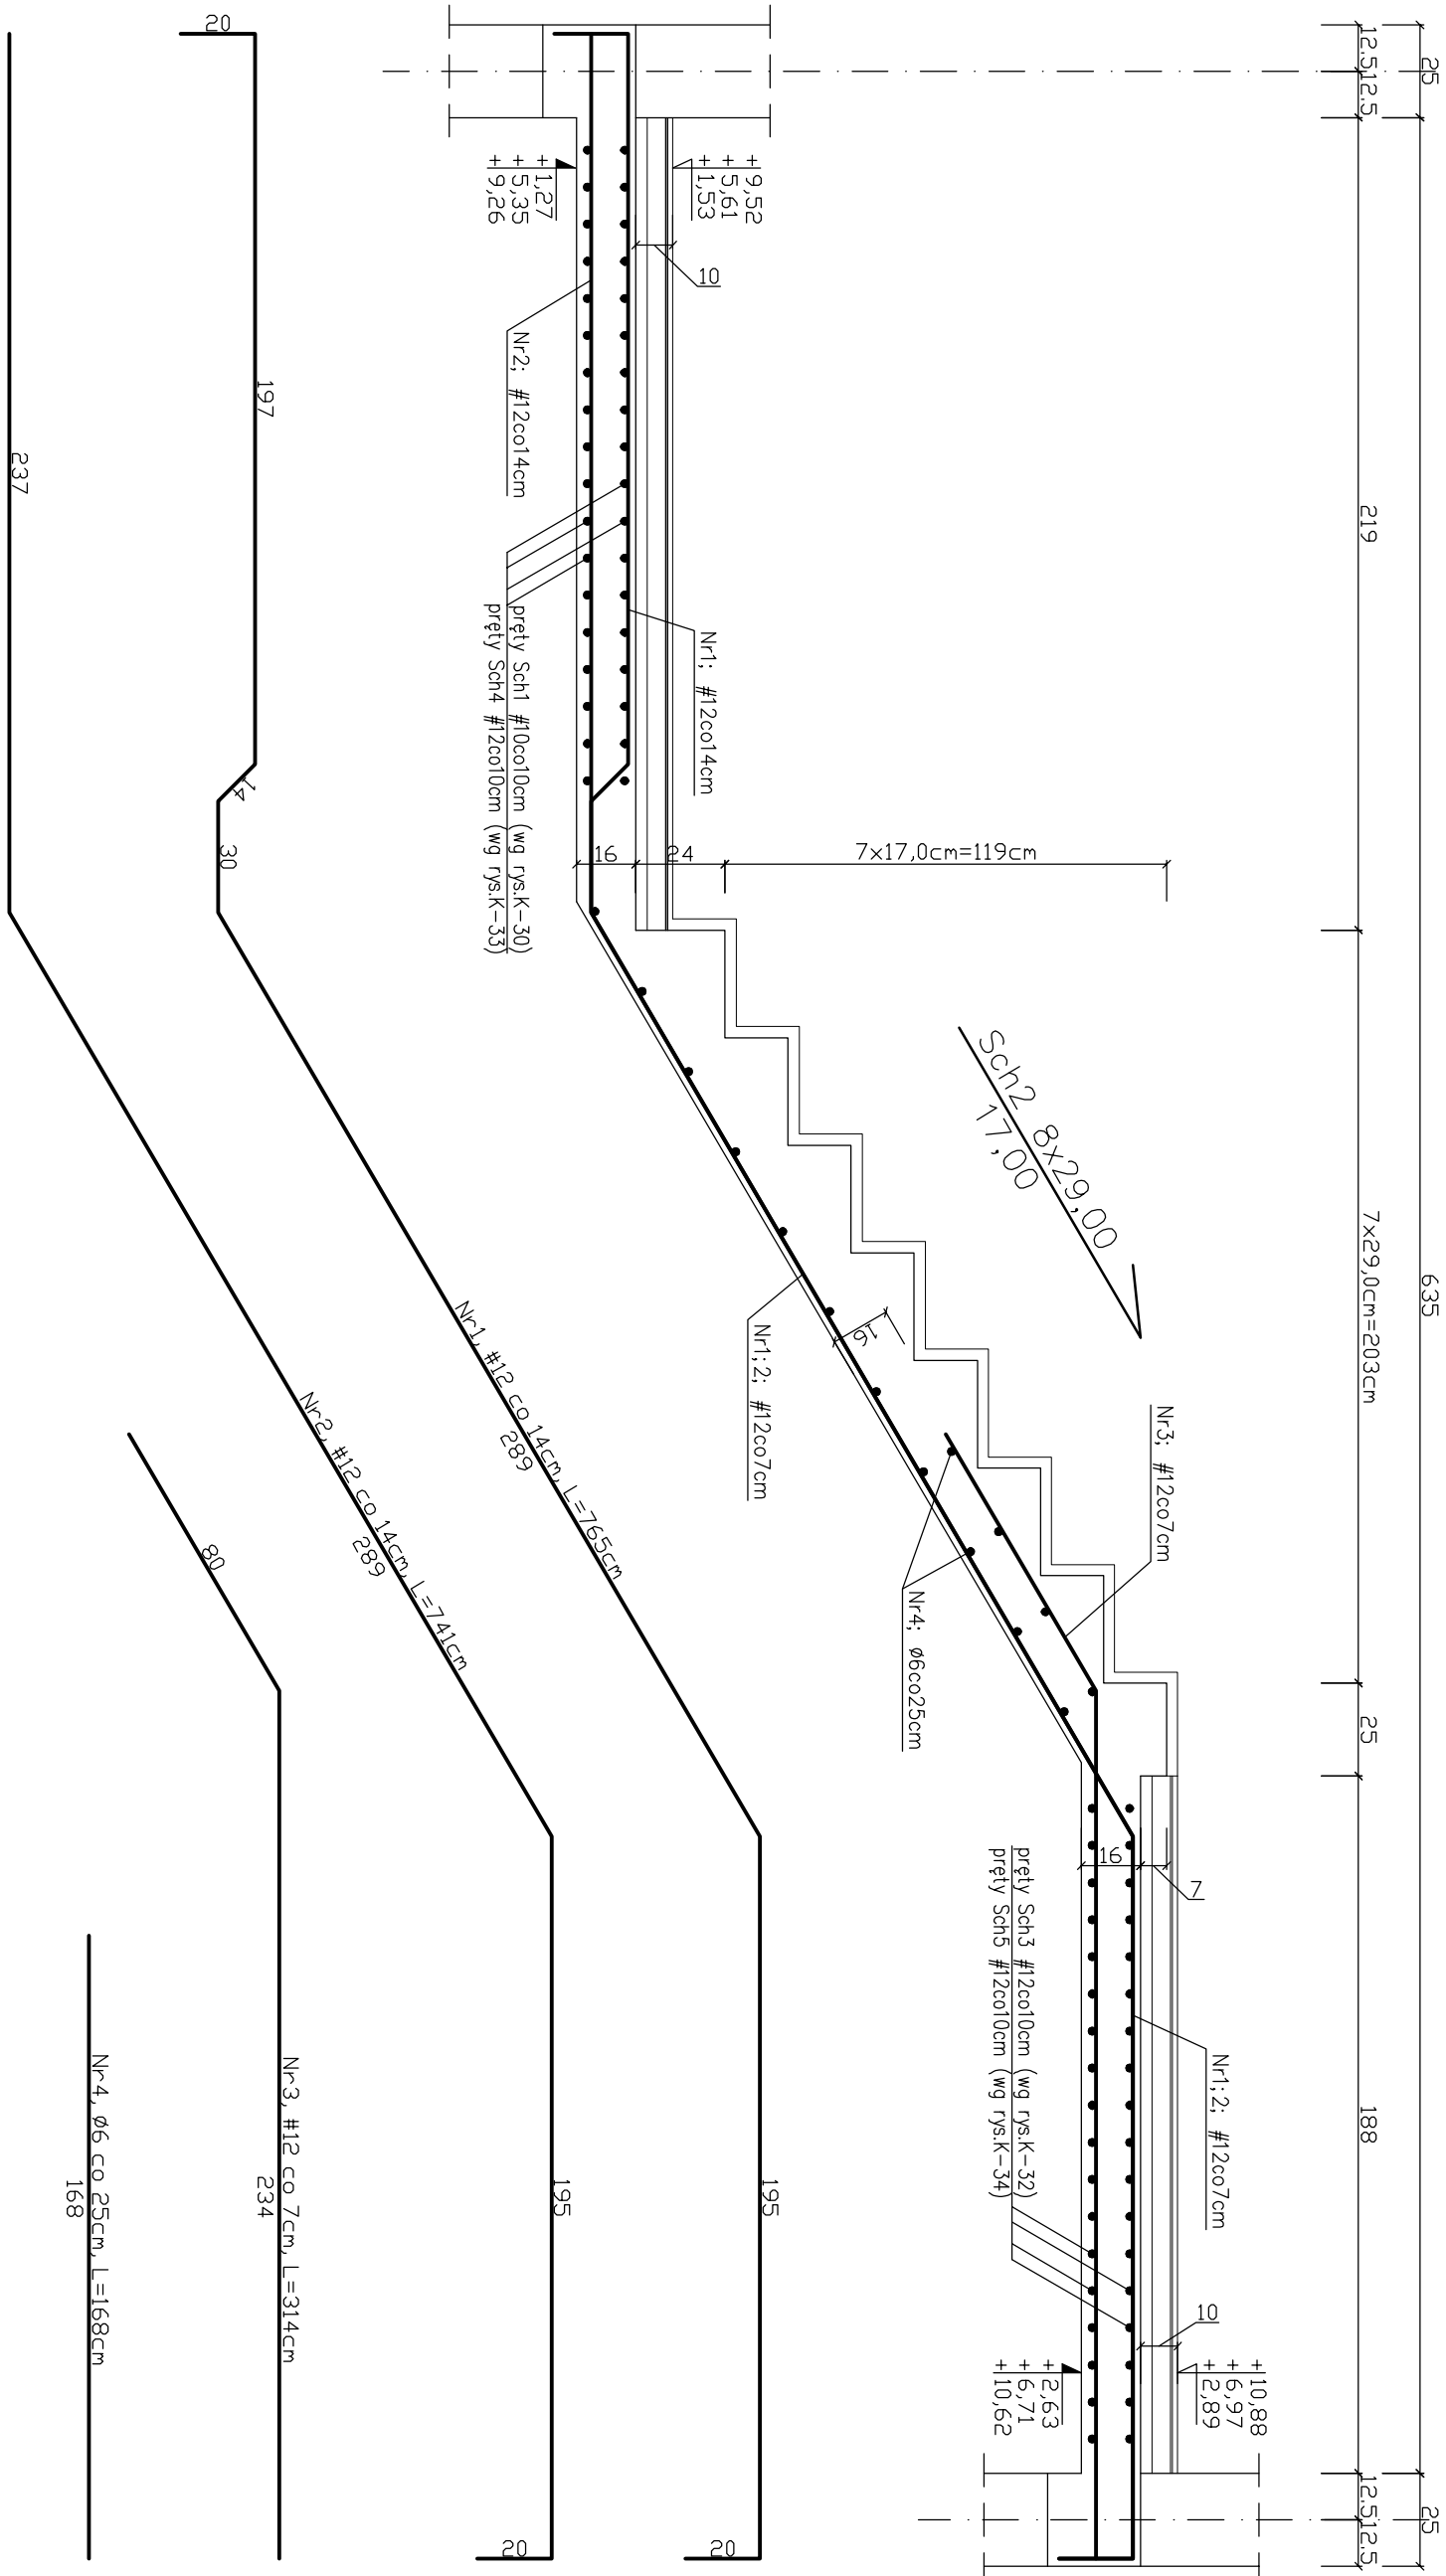 25
635
25
12,5
12,5
219
7x29,0cm=203cm
25
188
12,5
12,5
+ 9,52
+ 5,61
+ 1,53
+ 1,27
+ 5,35
+ 9,26
10
Nr2; #12co14cm
Nr1; #12co14cm
pręty Sch1 #10co10cm (wg rys.K-30)
pręty Sch4 #12co10cm (wg rys.K-33)
16
24
7x17,0cm=119cm
Sch2 8x29,00
17,00
16
Nr1;2; #12co7cm
Nr3; #12co7cm
Nr4; ø6co25cm
16
7
pręty Sch3 #12co10cm (wg rys.K-32)
pręty Sch5 #12co10cm (wg rys.K-34)
Nr1;2; #12co7cm
10
+ 10,88
+ 6,97
+ 2,89
+ 2,63
+ 6,71
+ 10,62
20
197
14
30
Nr1, #12 co 14cm, L=765cm
289
195
20
237
Nr2, #12 co 14cm, L=741cm
289
195
20
80
Nr3, #12 co 7cm, L=314cm
234
Nr4, ø6 co 25cm, L=168cm
168